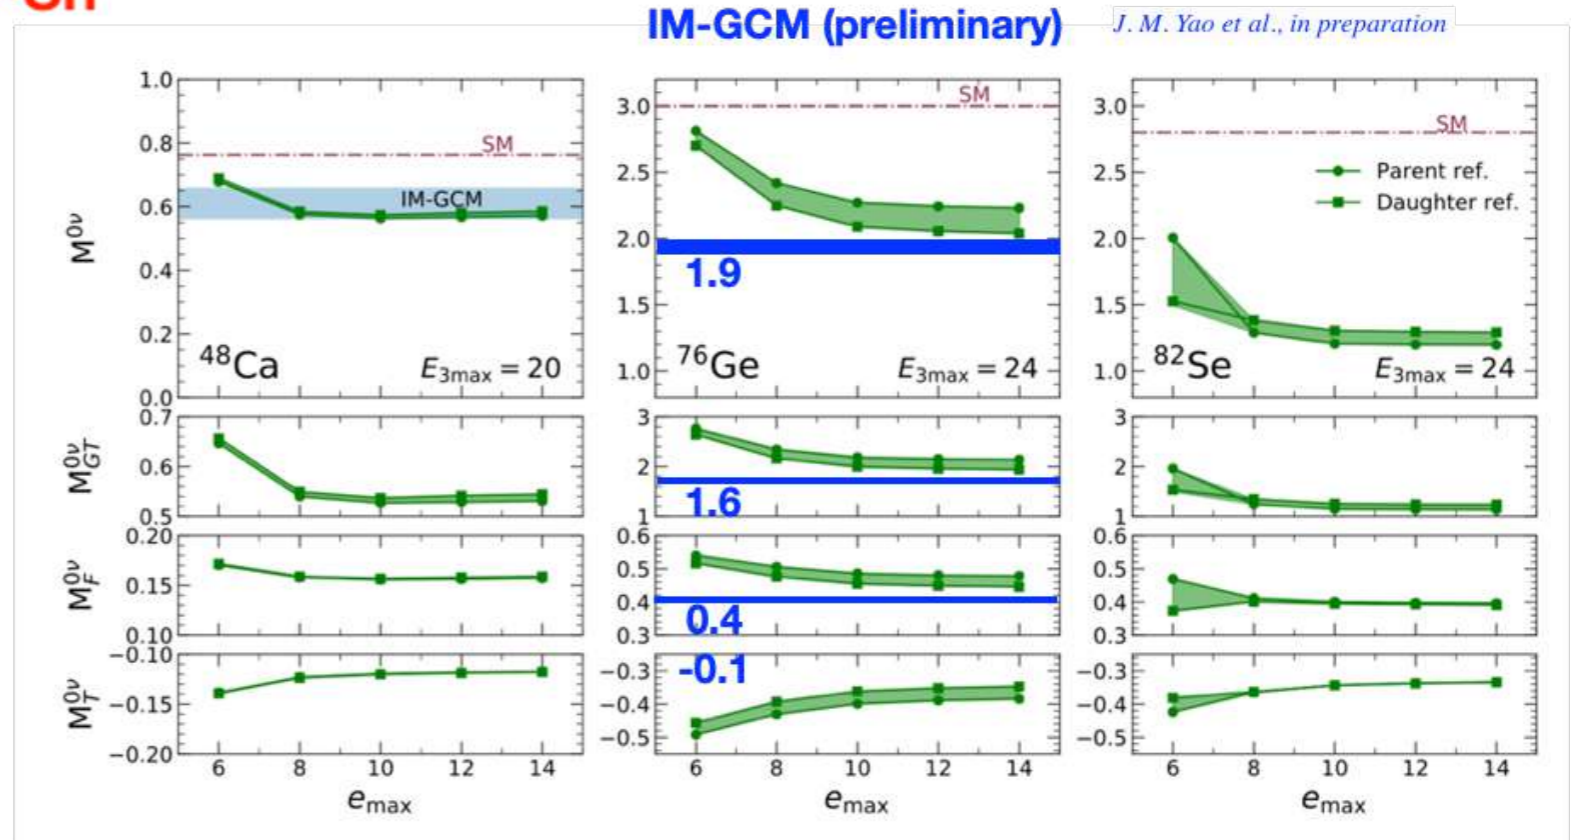 IM-GCM (preliminary) J. M. Yao et al., in preparation
1.0
0.8
0.6
0.4
0.2
0.0
M⁰ᵛ
SM
IM-GCM
⁴⁸Ca
E₃ₘₐₓ = 20
3.0
2.5
2.0
1.5
1.0
SM
1.9
⁷⁶Ge
E₃ₘₐₓ = 24
3.0
2.5
2.0
1.5
1.0
SM
Parent ref.
Daughter ref.
⁸²Se
E₃ₘₐₓ = 24
0.7
0.6
0.5
M⁰ᵛ_GT
3
2
1
1.6
3
2
1
0.20
0.15
0.10
M⁰ᵛ_F
0.6
0.5
0.4
0.3
0.4
0.6
0.5
0.4
0.3
−0.10
−0.15
−0.20
M⁰ᵛ_T
-0.1
−0.3
−0.4
−0.5
−0.3
−0.4
−0.5
6 8 10 12 14
6 8 10 12 14
6 8 10 12 14
eₘₐₓ
eₘₐₓ
eₘₐₓ